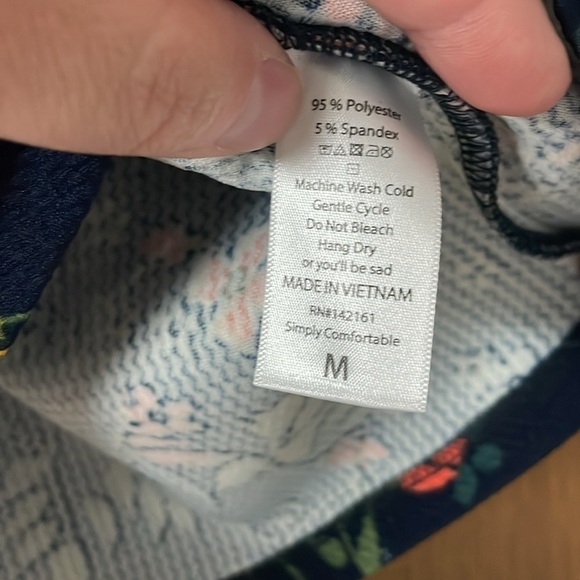 95 % Polyester
5 % Spandex
Machine Wash Cold
Gentle Cycle
Do Not Bleach
Hang Dry
or you'll be sad
MADE IN VIETNAM
RN#142161
Simply Comfortable
M